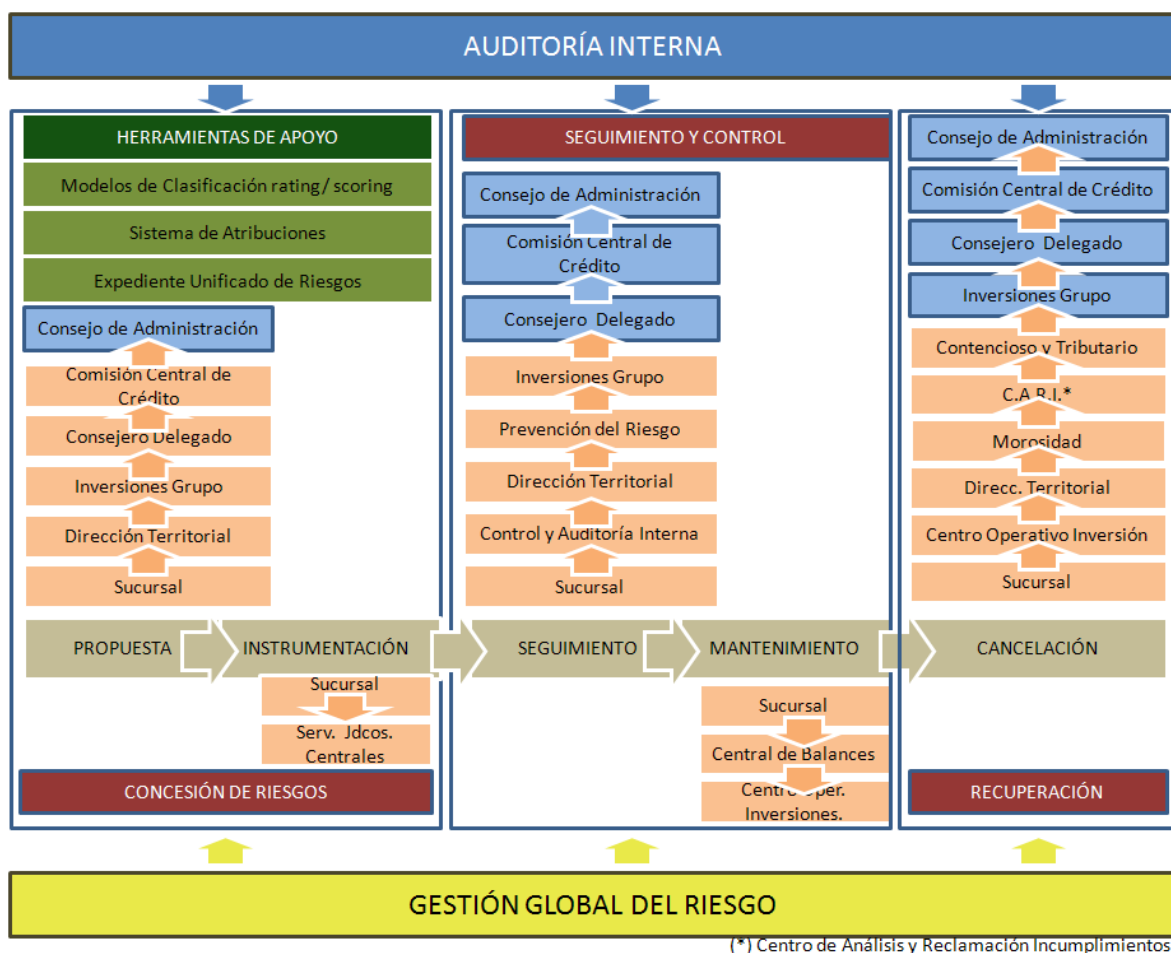 AUDITORÍA INTERNA
HERRAMIENTAS DE APOYO
Modelos de Clasificación rating/ scoring
Sistema de Atribuciones
Expediente Unificado de Riesgos
Consejo de Administración
Comisión Central de
Crédito
Consejero Delegado
Inversiones Grupo
Dirección Territorial
Sucursal
SEGUIMIENTO Y CONTROL
Consejo de Administración
Comisión Central de
Crédito
Consejero Delegado
Inversiones Grupo
Prevención del Riesgo
Dirección Territorial
Control y Auditoría Interna
Sucursal
Consejo de Administración
Comisión Central de Crédito
Consejero Delegado
Inversiones Grupo
Contencioso y Tributario
C.A.R.I.*
Morosidad
Direcc. Territorial
Centro Operativo Inversión
Sucursal
PROPUESTA
INSTRUMENTACIÓN
SEGUIMIENTO
MANTENIMIENTO
CANCELACIÓN
Sucursal
Serv. Jdcos.
Centrales
CONCESIÓN DE RIESGOS
Sucursal
Central de Balances
Centro Oper.
Inversiones.
RECUPERACIÓN
GESTIÓN GLOBAL DEL RIESGO
(*) Centro de Análisis y Reclamación Incumplimientos